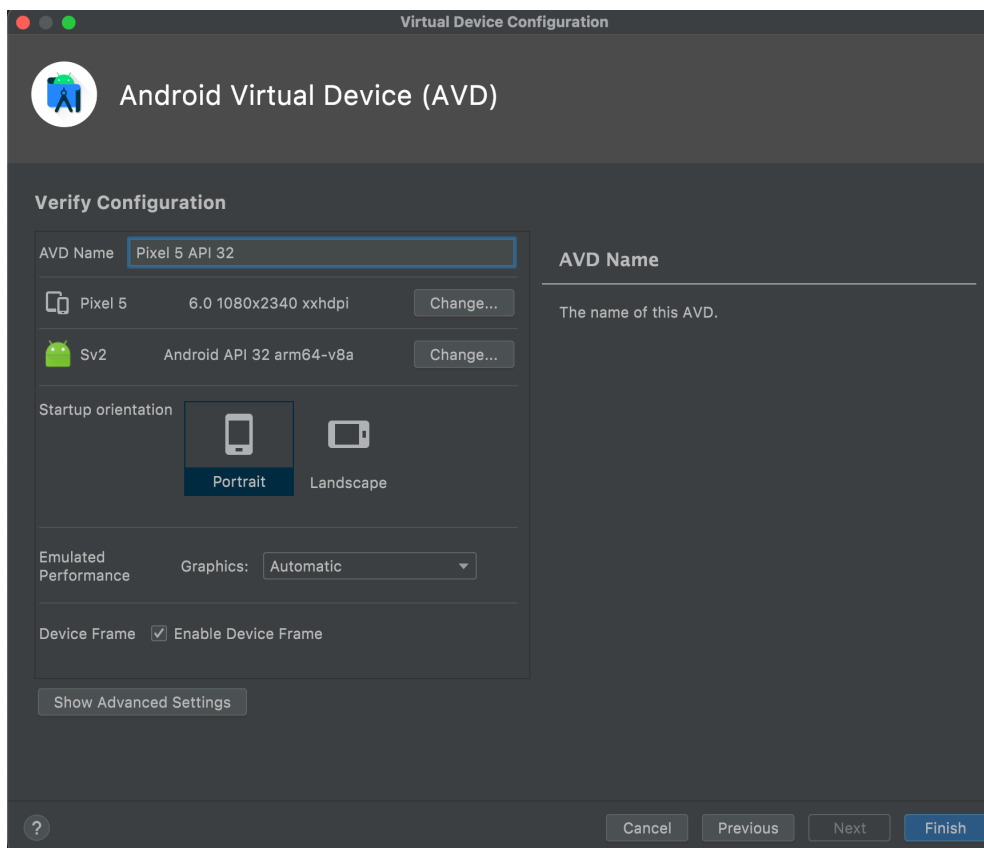 Virtual Device Configuration
Android Virtual Device (AVD)
Verify Configuration
AVD Name Pixel 5 API 32
Pixel 5 6.0 1080x2340 xxhdpi Change...
Sv2 Android API 32 arm64-v8a Change...
Startup orientation
Portrait Landscape
Emulated
Performance
Graphics: Automatic
Device Frame Enable Device Frame
Show Advanced Settings
AVD Name
The name of this AVD.
? Cancel Previous Next Finish